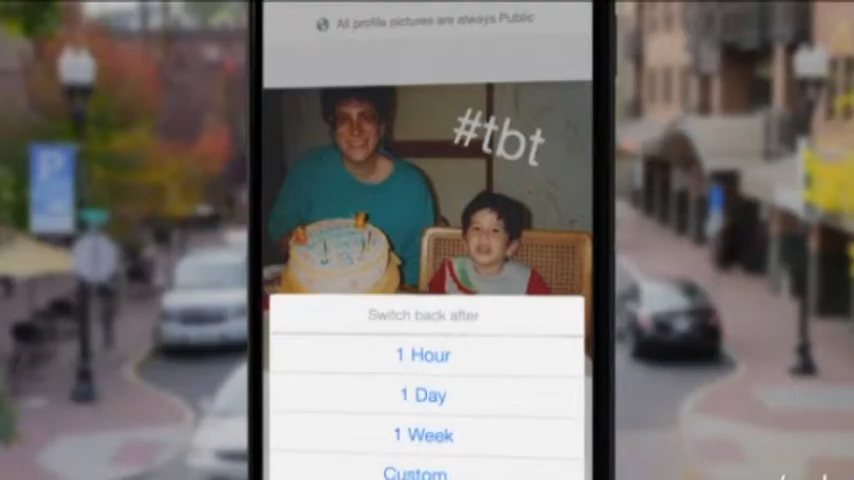 All profile pictures are always Public
#tbt
Switch back after
1 Hour
1 Day
1 Week
Custom
P